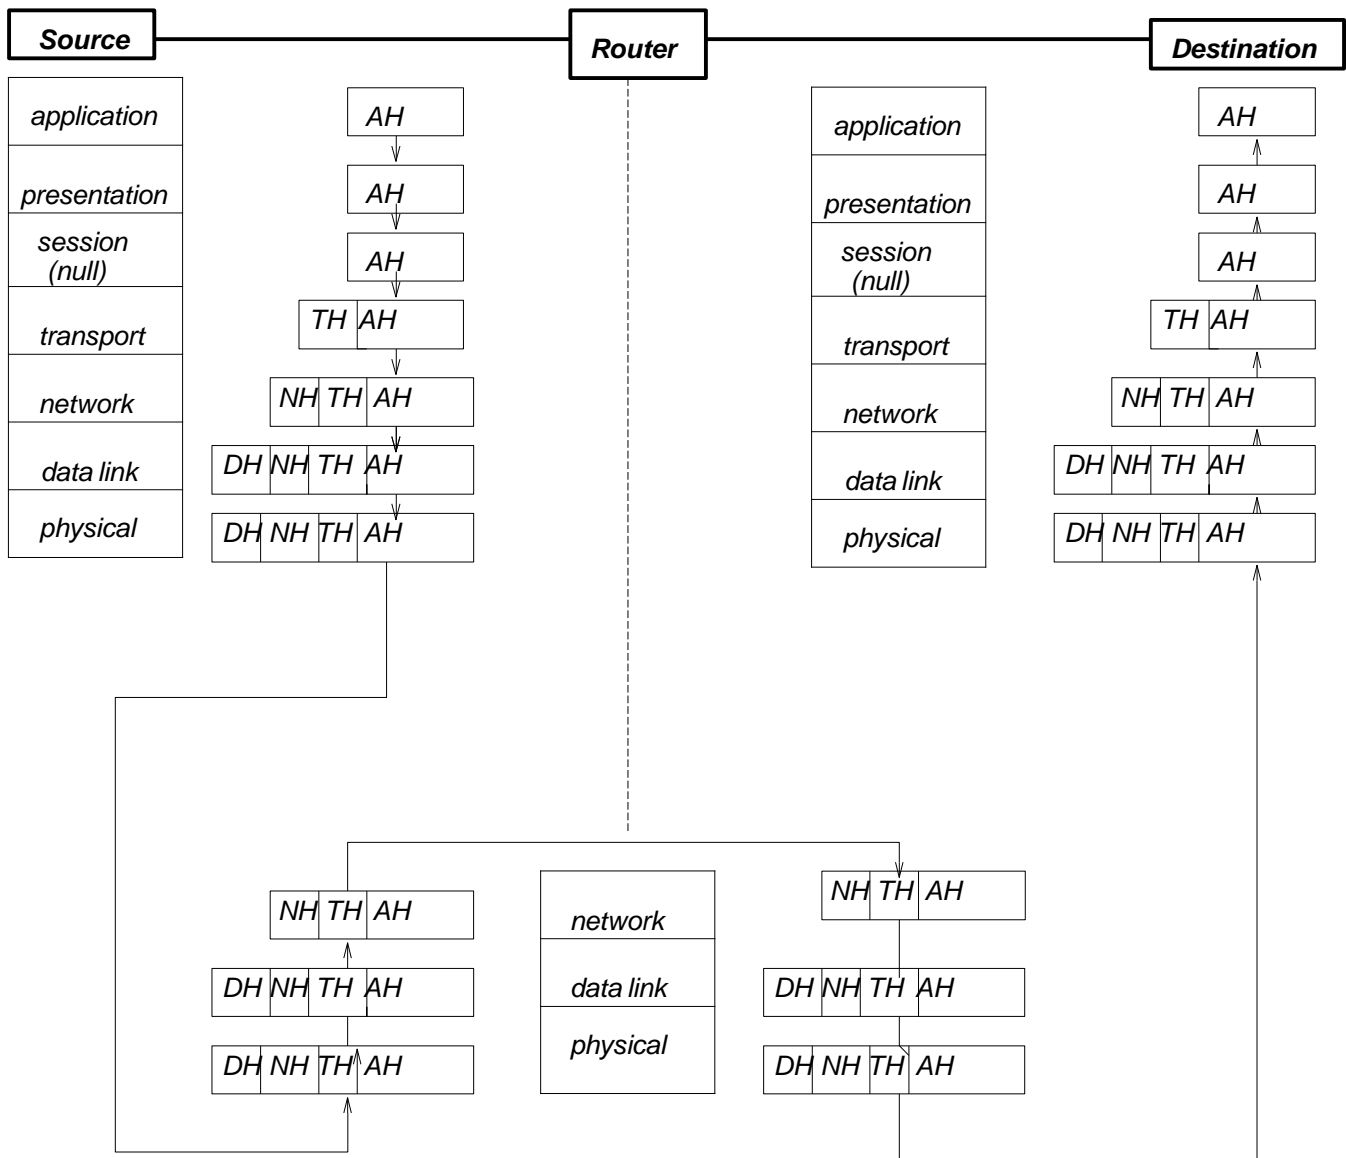 Source
Router
Destination
application
AH
application
AH
presentation
AH
presentation
AH
session
(null)
AH
session
(null)
AH
transport
TH AH
transport
TH AH
network
NH TH AH
network
NH TH AH
data link
DH NH TH AH
data link
DH NH TH AH
physical
DH NH TH AH
physical
DH NH TH AH
NH TH AH
network
NH TH AH
DH NH TH AH
data link
DH NH TH AH
DH NH TH AH
physical
DH NH TH AH